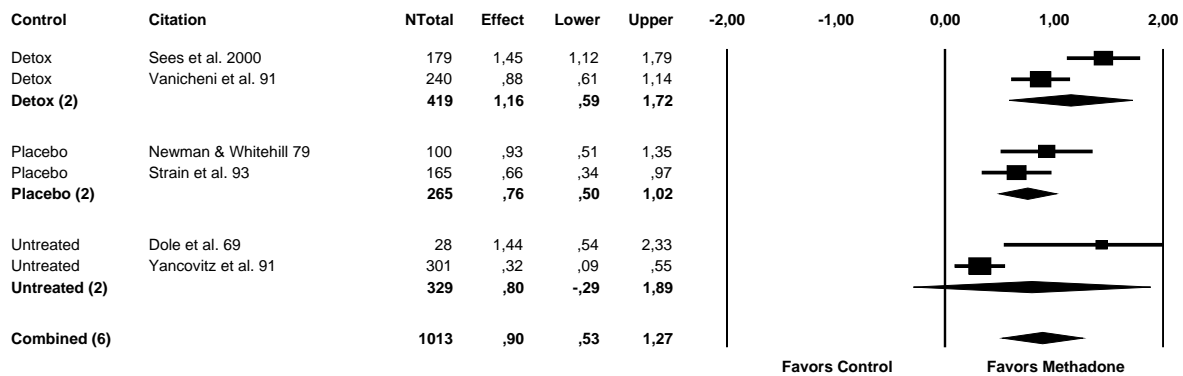 Control Citation NTotal Effect Lower Upper -2,00 -1,00 0,00 1,00 2,00
Detox Sees et al. 2000 179 1,45 1,12 1,79
Detox Vanicheni et al. 91 240 ,88 ,61 1,14
Detox (2) 419 1,16 ,59 1,72
Placebo Newman & Whitehill 79 100 ,93 ,51 1,35
Placebo Strain et al. 93 165 ,66 ,34 ,97
Placebo (2) 265 ,76 ,50 1,02
Untreated Dole et al. 69 28 1,44 ,54 2,33
Untreated Yancovitz et al. 91 301 ,32 ,09 ,55
Untreated (2) 329 ,80 -,29 1,89
Combined (6) 1013 ,90 ,53 1,27
Favors Control Favors Methadone